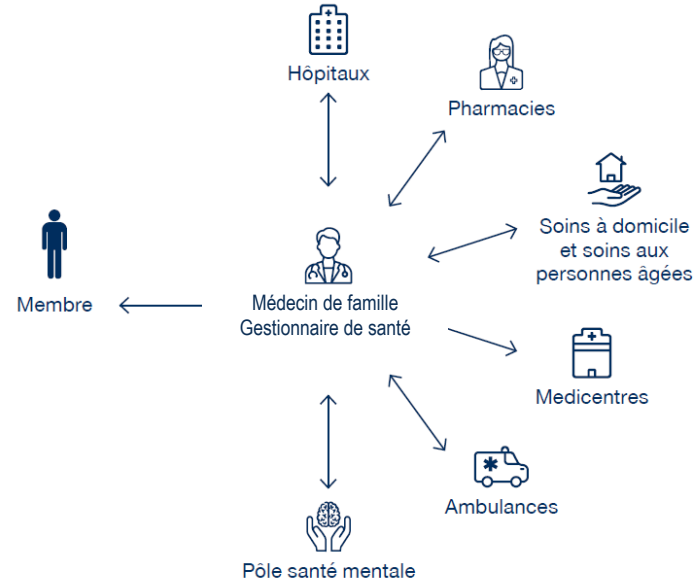 Hôpitaux
Pharmacies
Soins à domicile
et soins aux
personnes âgées
Membre
Médecin de famille
Gestionnaire de santé
Medicentres
Ambulances
Pôle santé mentale